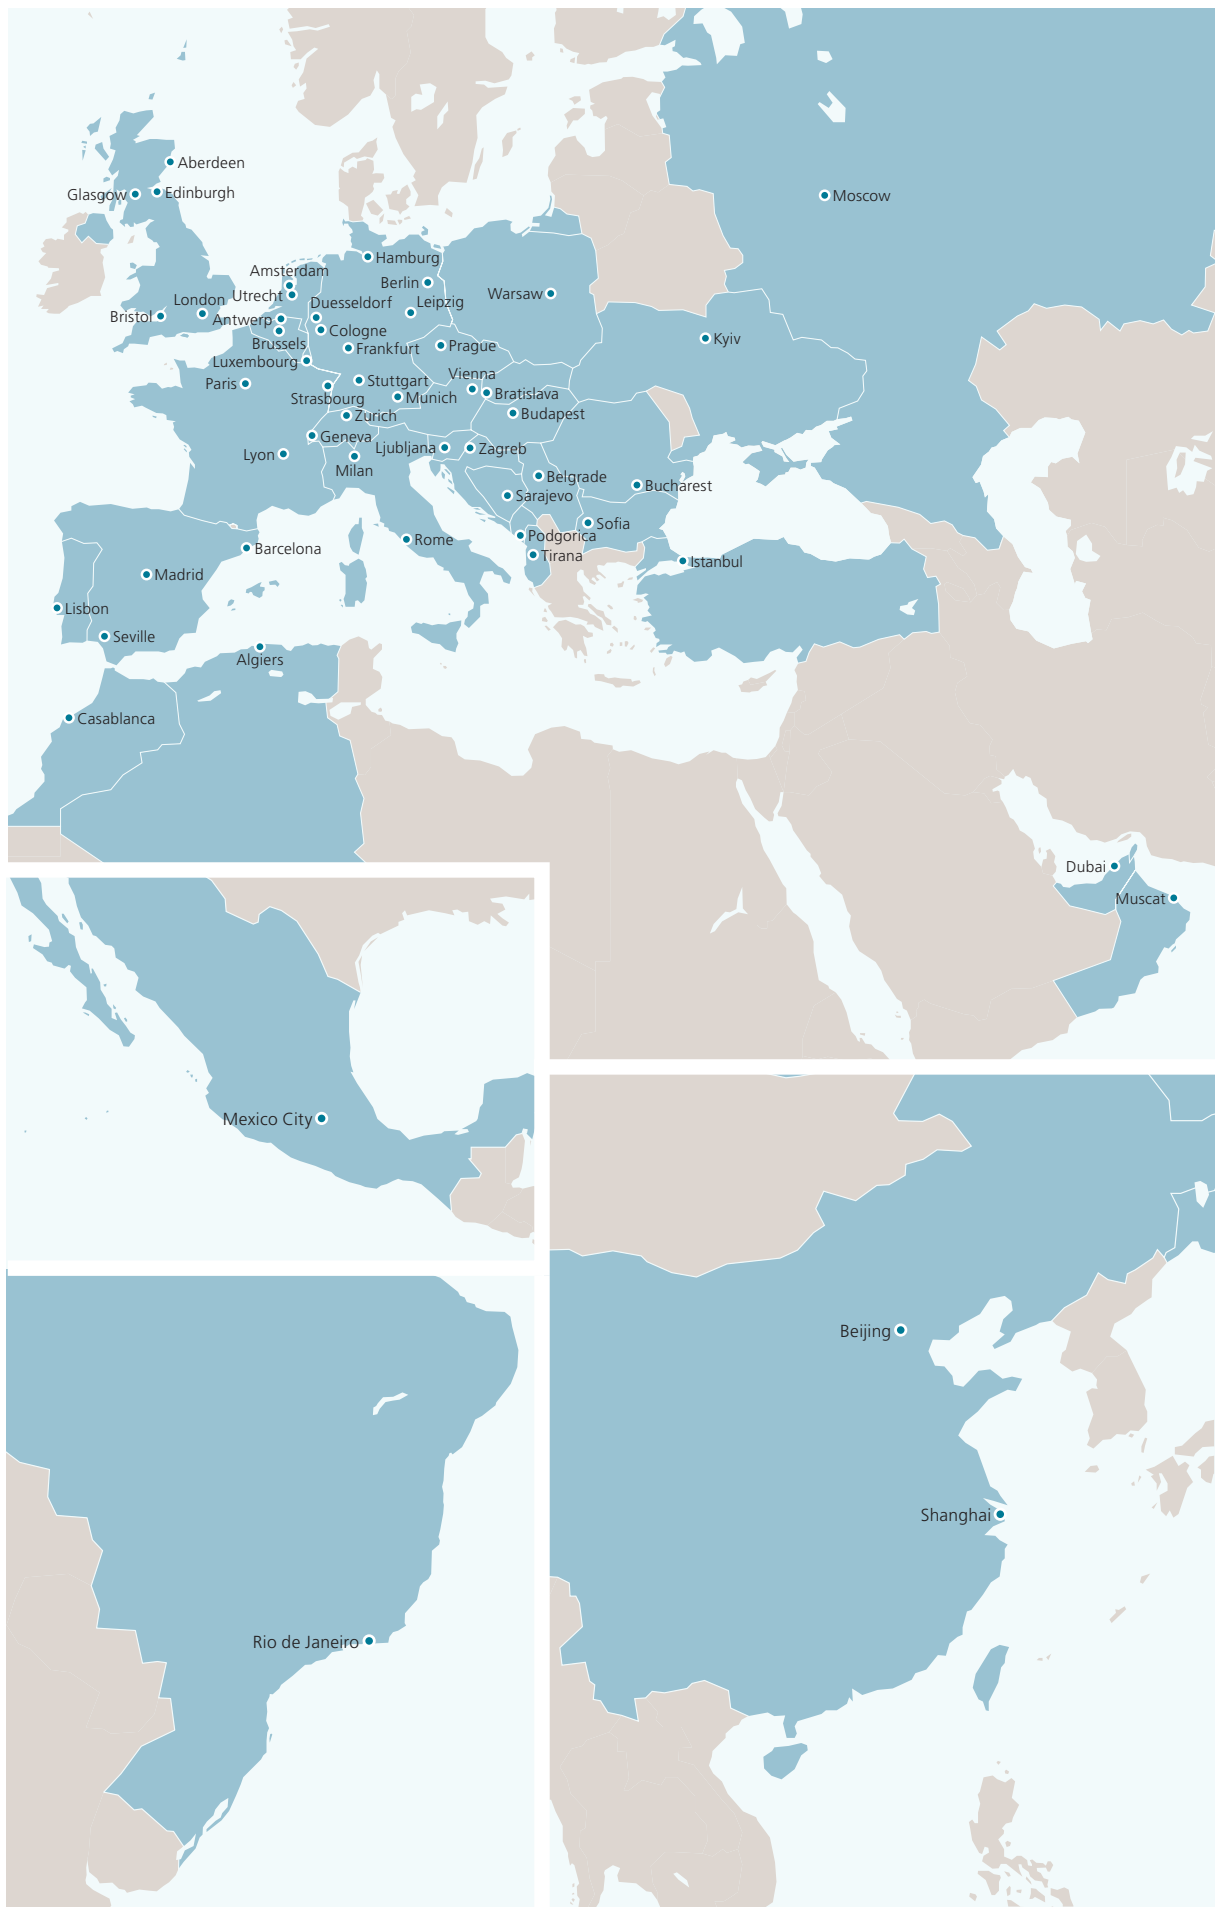 Aberdeen
Glasgow
Edinburgh
Moscow
Hamburg
Amsterdam
Berlin
Utrecht
Warsaw
London
Duesseldorf
Leipzig
Bristol
Antwerp
Cologne
Kyiv
Brussels
Frankfurt
Prague
Luxembourg
Vienna
Paris
Stuttgart
Strasbourg
Munich
Bratislava
Zurich
Budapest
Geneva
Lyon
Ljubljana
Zagreb
Milan
Belgrade
Bucharest
Sarajevo
Sofia
Podgorica
Rome
Barcelona
Tirana
Istanbul
Madrid
Lisbon
Seville
Algiers
Casablanca
Dubai
Muscat
Mexico City
Beijing
Shanghai
Rio de Janeiro